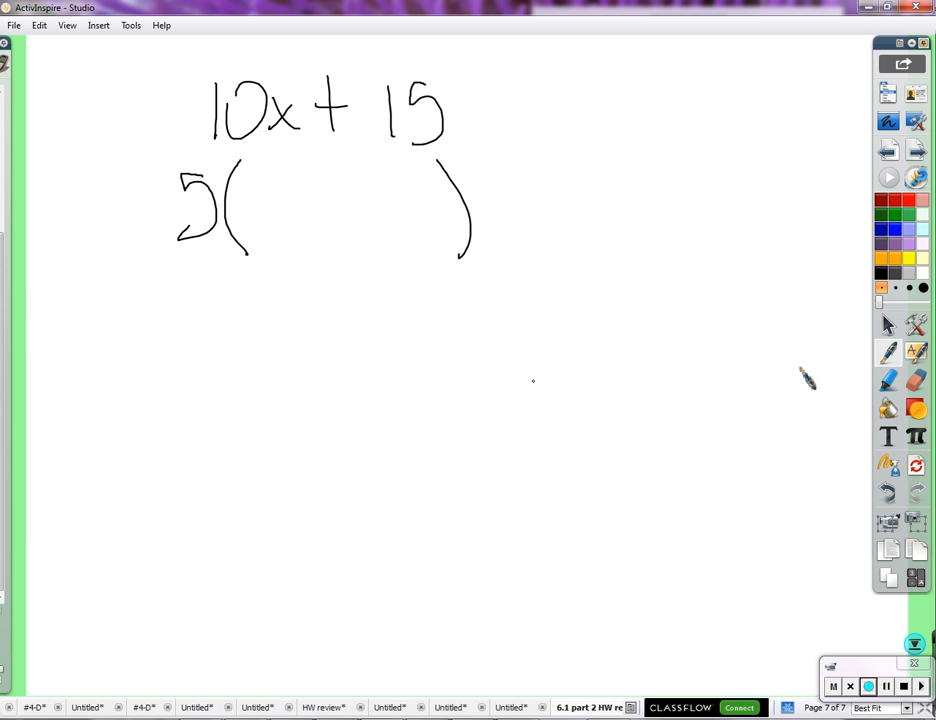 ActivInspire - Studio
File Edit View Insert Tools Help
10x + 15
5( )
#4-D* Untitled* #4-D* Untitled* Untitled* HW review* Untitled* Untitled* Untitled* 6.1 part 2 HW re CLASSFLOW Connect Page 7 of 7 Best Fit
M